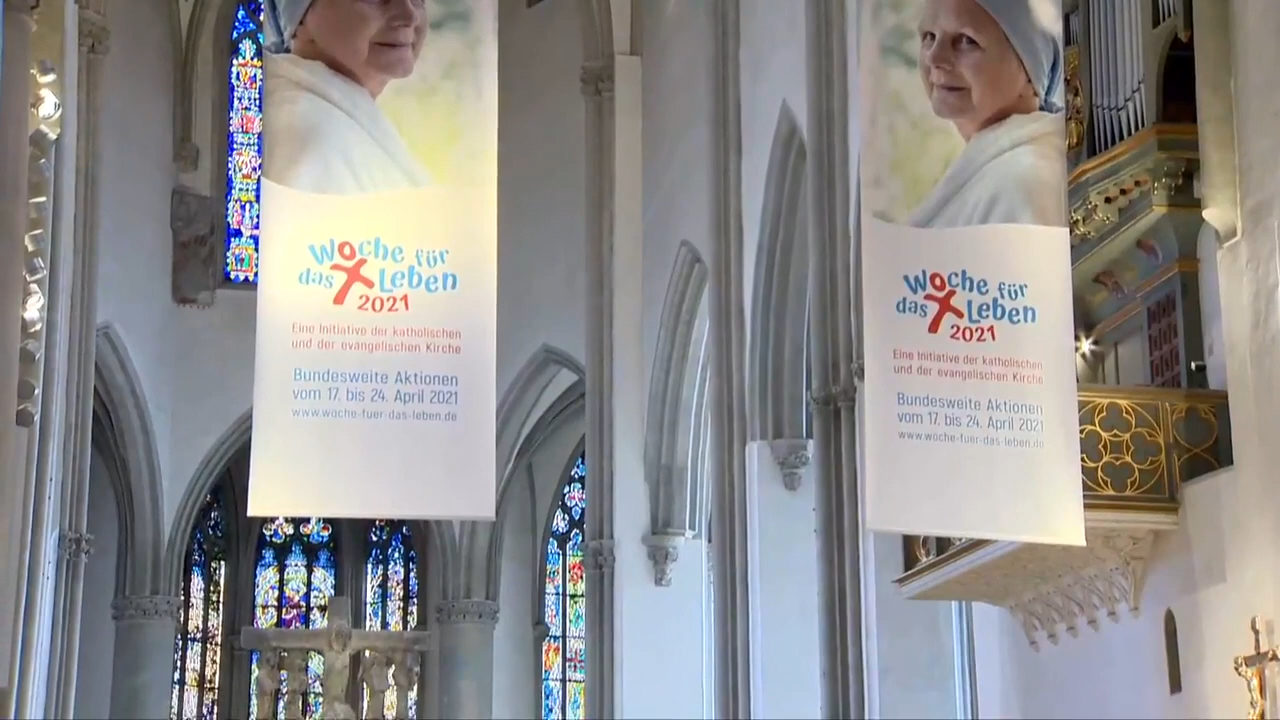 Woche für
das Leben
2021
Eine Initiative der katholischen
und der evangelischen Kirche
Bundesweite Aktionen
vom 17. bis 24. April 2021
www.woche-fuer-das-leben.de
Woche für
das Leben
2021
Eine Initiative der katholischen
und der evangelischen Kirche
Bundesweite Aktionen
vom 17. bis 24. April 2021
www.woche-fuer-das-leben.de